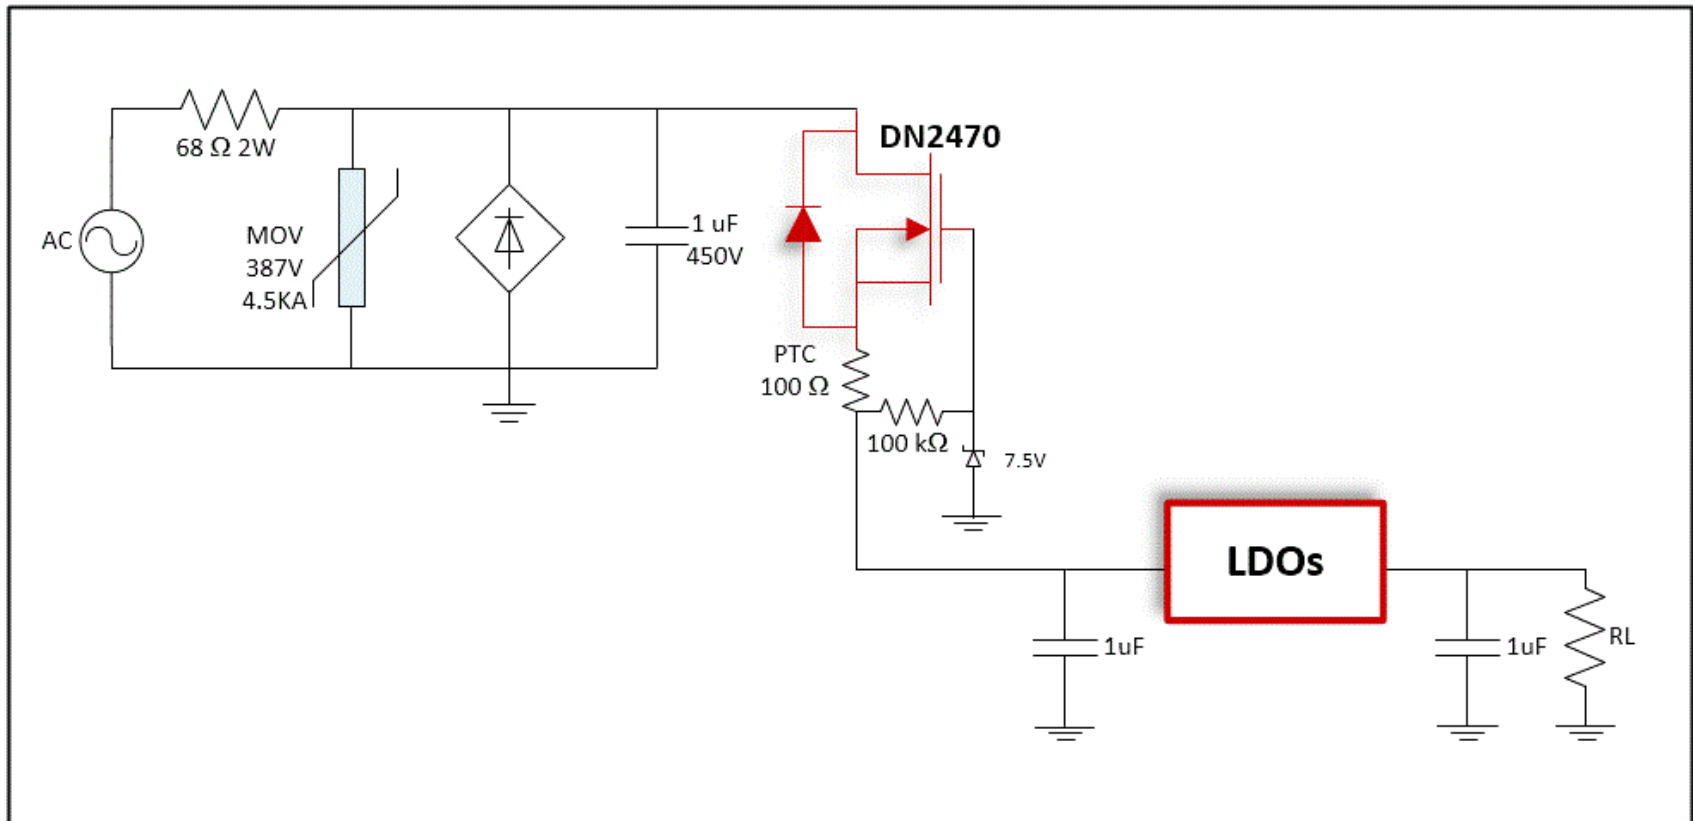 DN2470
68 Ω 2W
AC
MOV
387V
4.5KA
1 uF
450V
PTC
100 Ω
100 kΩ
7.5V
LDOs
1uF
1uF
RL